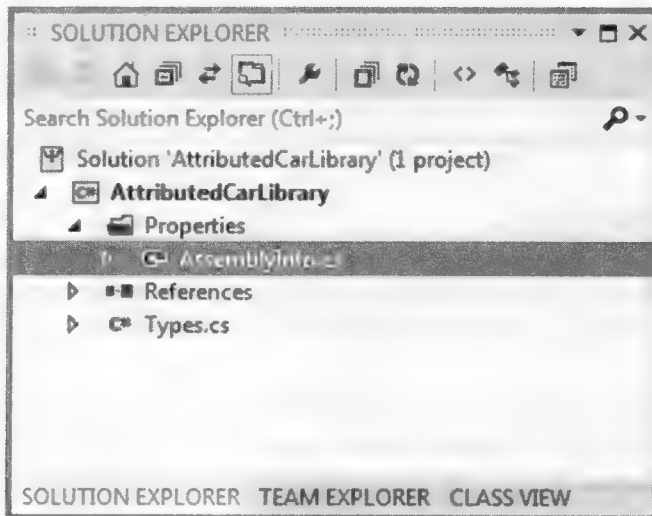 SOLUTION EXPLORER
Search Solution Explorer (Ctrl+;)
Solution 'AttributedCarLibrary' (1 project)
C# AttributedCarLibrary
Properties
C# AssemblyInfo.cs
References
C# Types.cs
SOLUTION EXPLORER TEAM EXPLORER CLASS VIEW